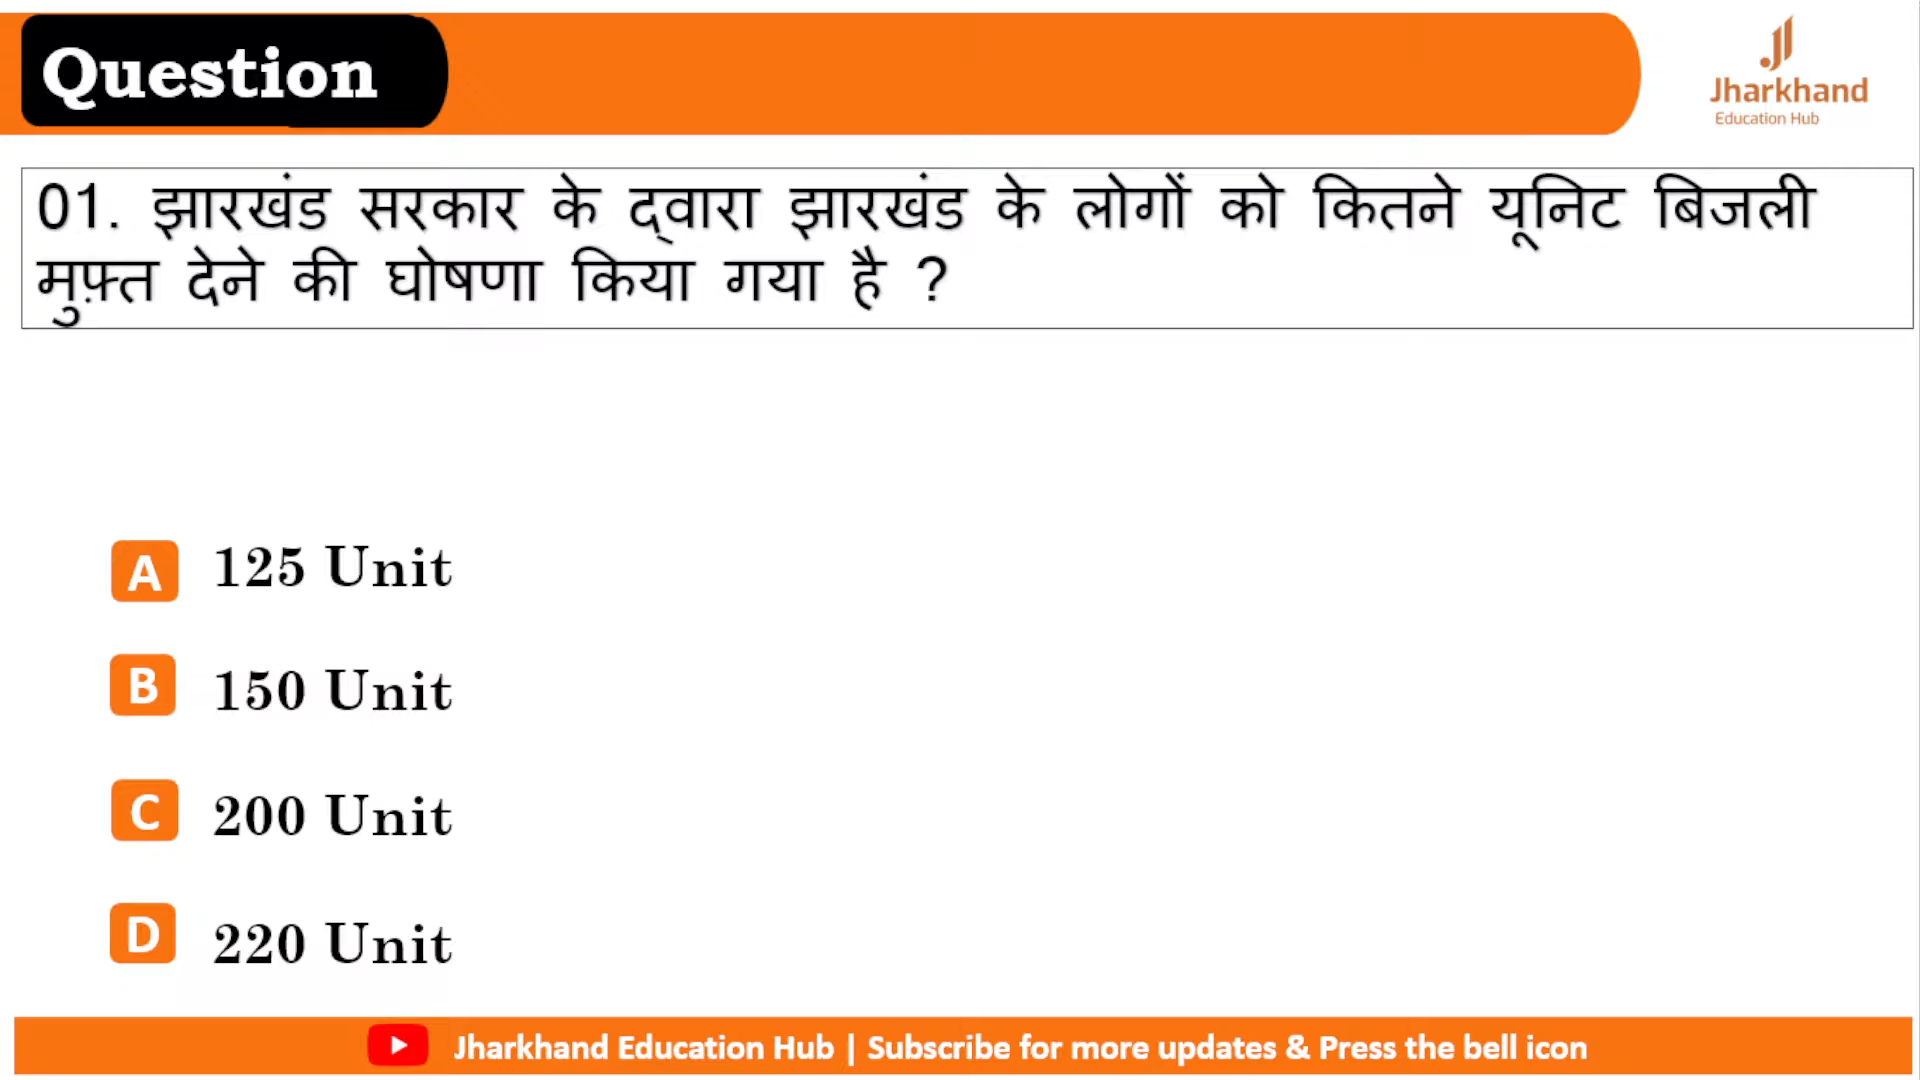 Question
Jharkhand
Education Hub
01. झारखंड सरकार के द्वारा झारखंड के लोगों को कितने यूनिट बिजली
मुफ़्त देने की घोषणा किया गया है ?
A 125 Unit
B 150 Unit
C 200 Unit
D 220 Unit
Jharkhand Education Hub | Subscribe for more updates & Press the bell icon